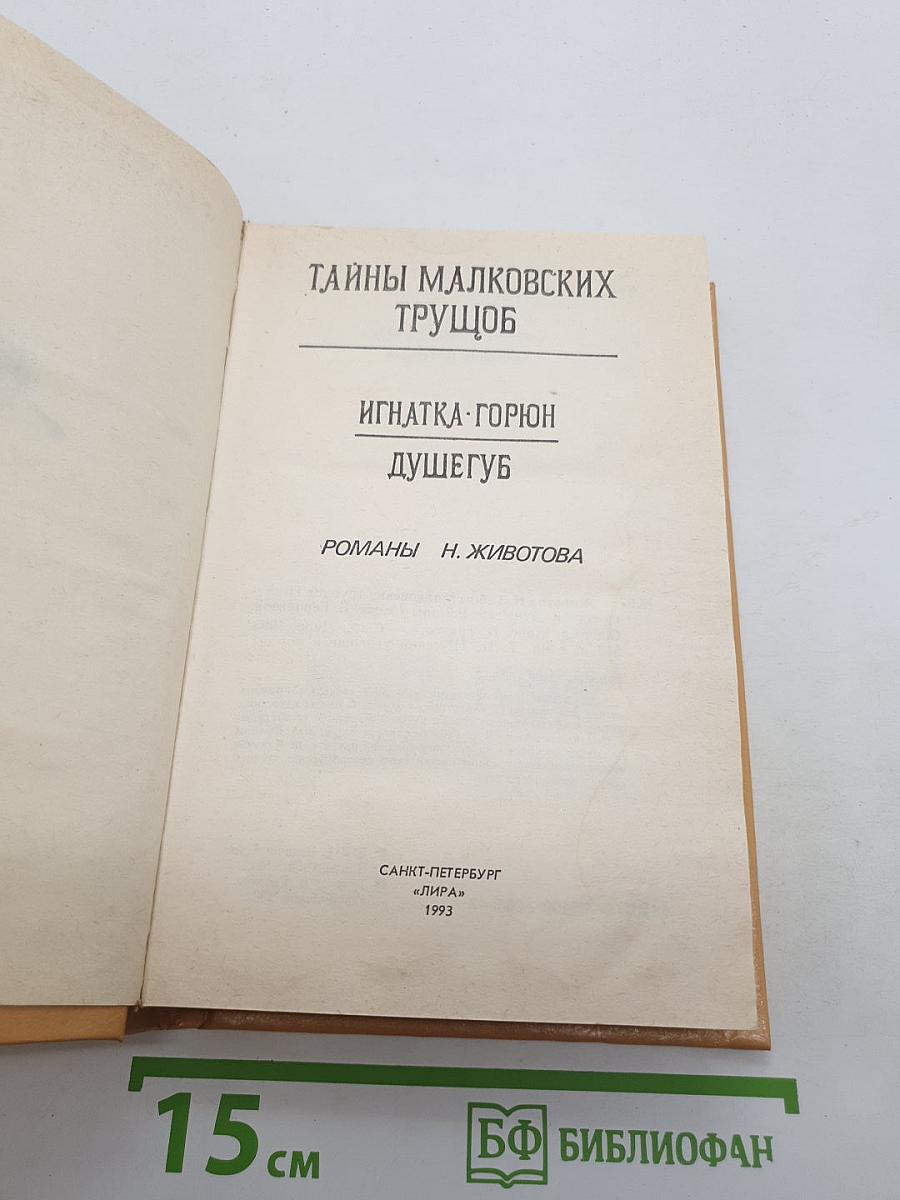 ТАЙНЫ МАЛКОВСКИХ
ТРУЩОБ
ИГНАТКА·ГОРЮН
ДУШЕГУБ
РОМАНЫ Н. ЖИВОТОВА
САНКТ-ПЕТЕРБУРГ
«ЛИРА»
1993
15 см
БФ БИБЛИОФАН